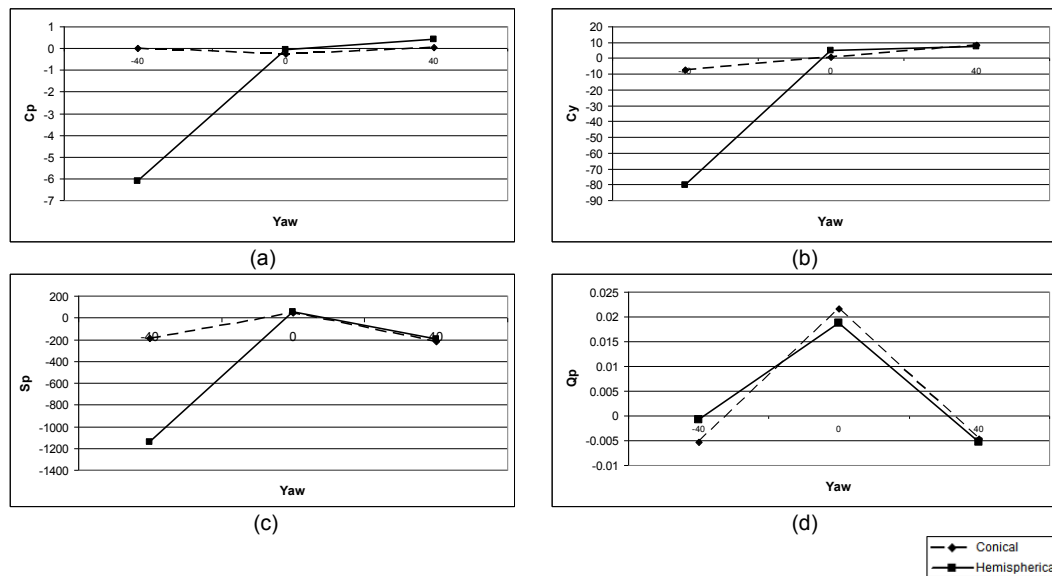 1
0
-1
-2
-3
-4
-5
-6
-7
-40 0 40
Cp
Yaw
(a)
20
10
0
-10
-20
-30
-40
-50
-60
-70
-80
-90
-40 0 40
Cy
Yaw
(b)
200
0
-200
-400
-600
-800
-1000
-1200
-1400
-40 0 40
Sp
Yaw
(c)
0.025
0.02
0.015
0.01
0.005
0
-0.005
-0.01
-40 0 40
Qp
Yaw
(d)
Conical
Hemispherical